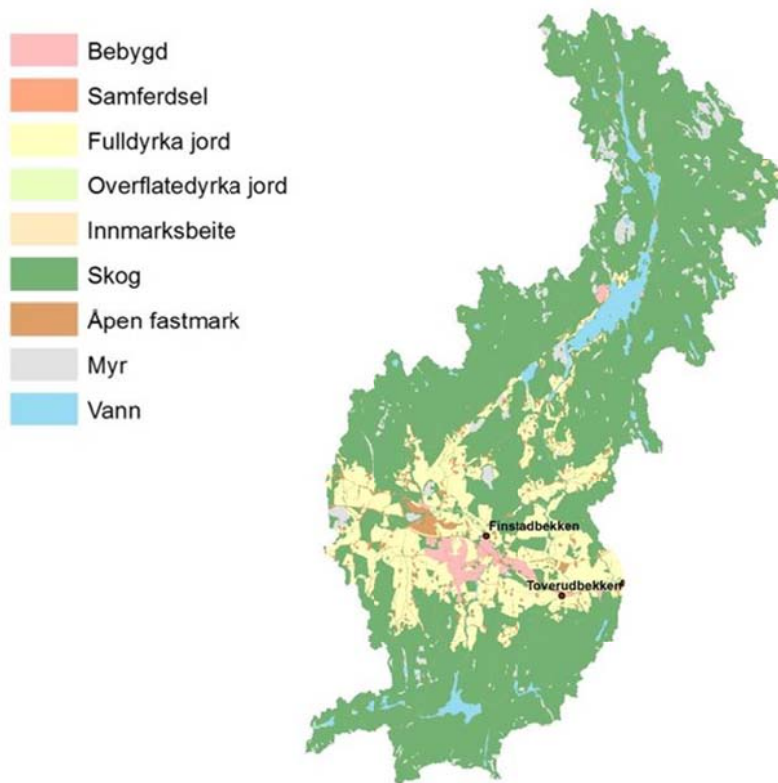 Bebygd
Samferdsel
Fulldyrka jord
Overflatedyrka jord
Innmarksbeite
Skog
Åpen fastmark
Myr
Vann
Finstadbekken
Toverudbekken